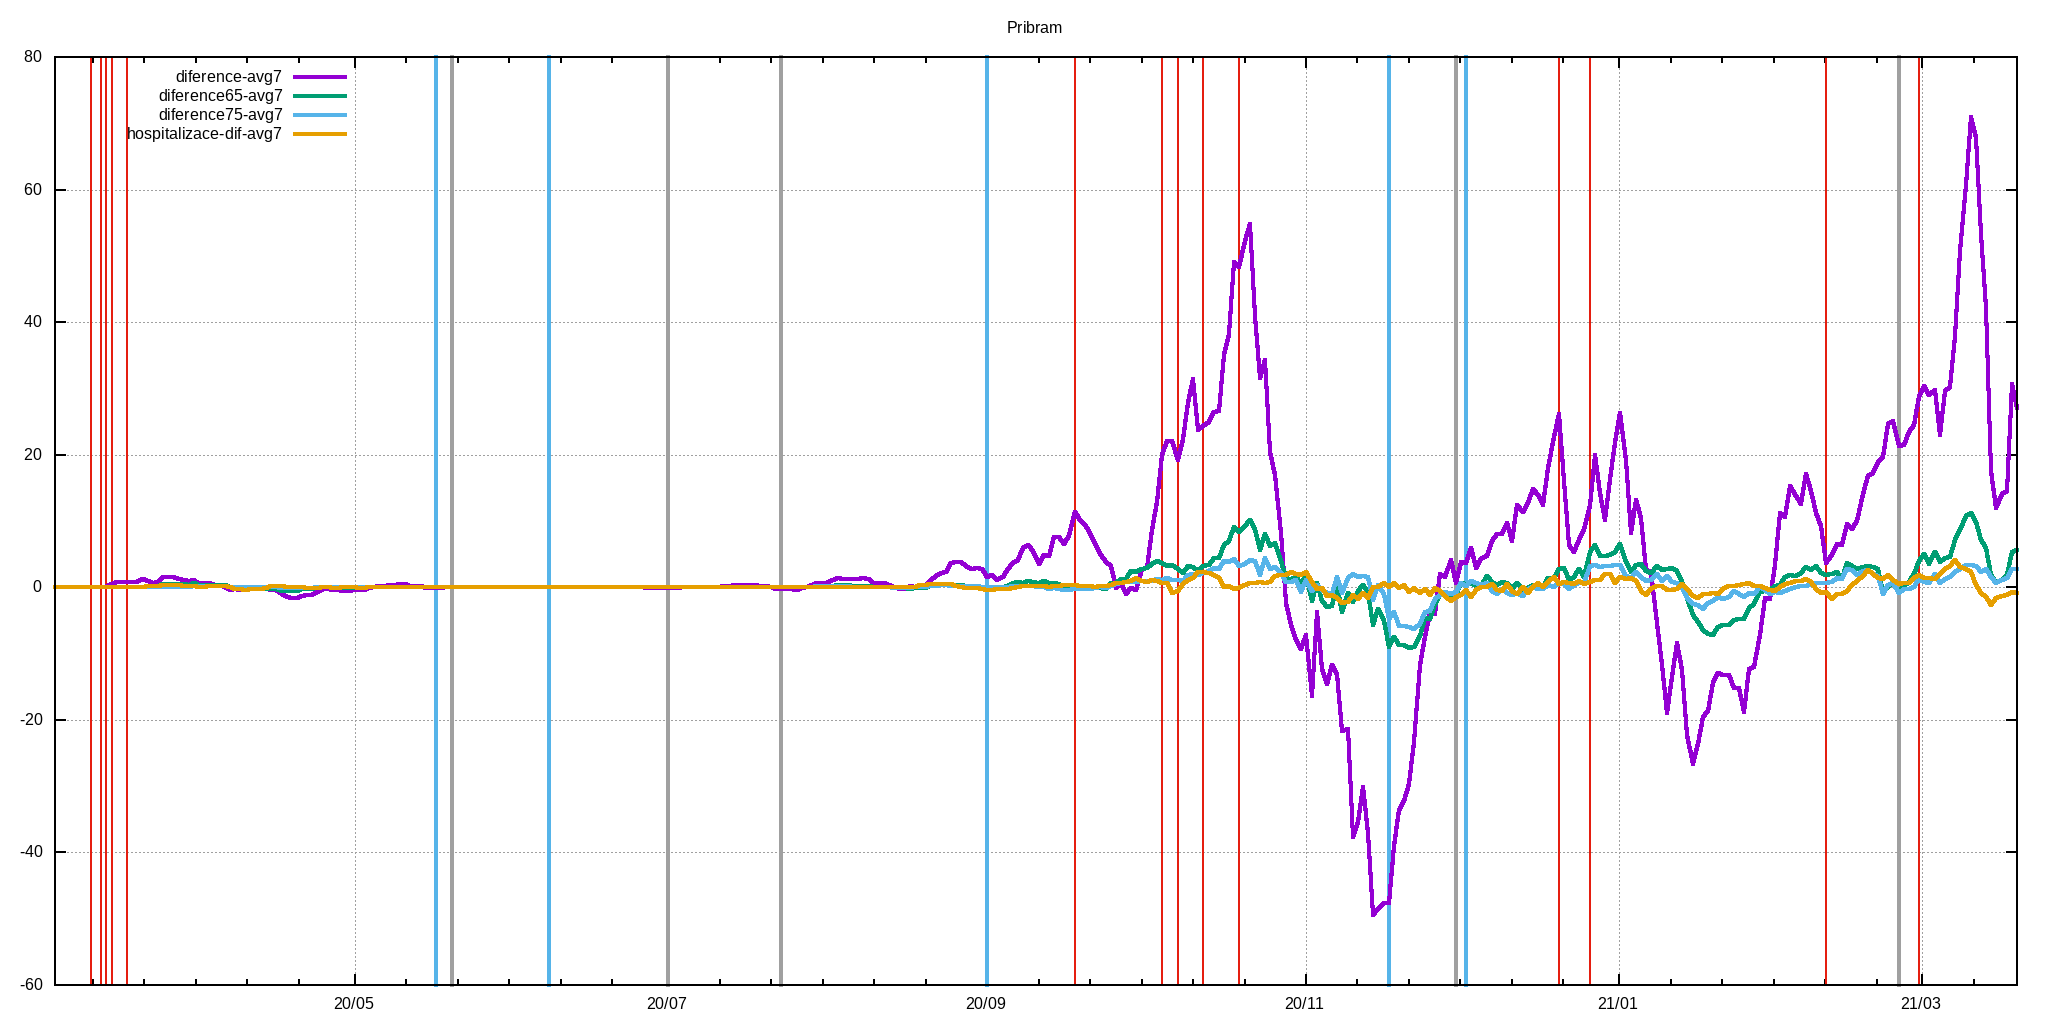 Pribram
80
60
40
20
0
-20
-40
-60
diference-avg7
diference65-avg7
diference75-avg7
hospitalizace-dif-avg7
20/05 20/07 20/09 20/11 21/01 21/03